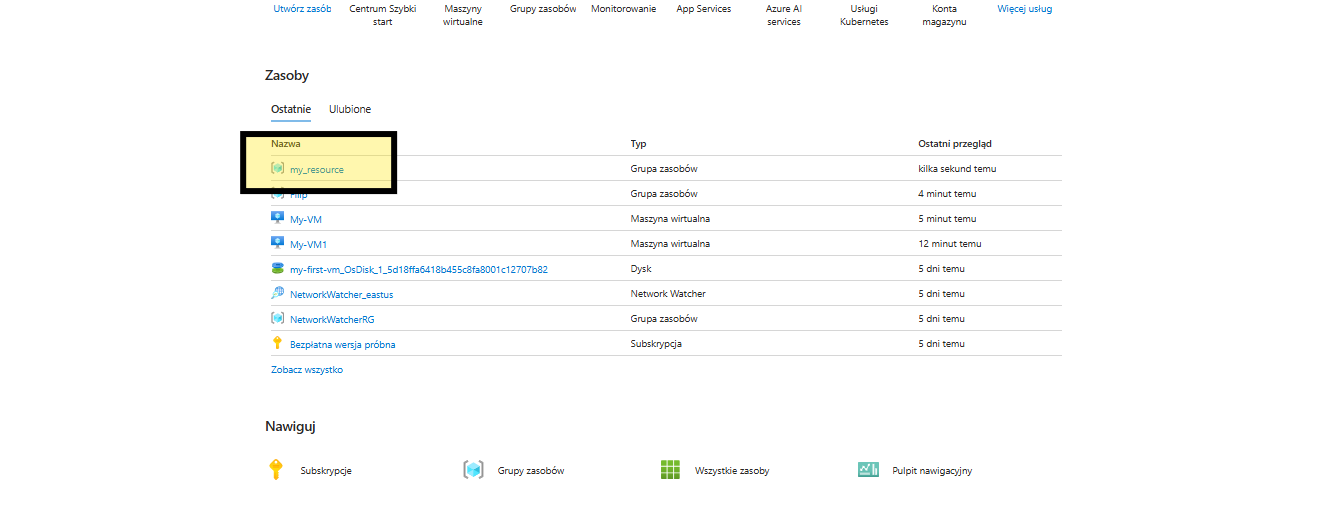 Utwórz zasób
Centrum Szybki start
Maszyny wirtualne
Grupy zasobów
Monitorowanie
App Services
Azure AI services
Usługi Kubernetes
Konta magazynu
Więcej usług
Zasoby
Ostatnie Ulubione
Nazwa Typ Ostatni przegląd
my_resource Grupa zasobów kilka sekund temu
Grupa zasobów 4 minut temu
My-VM Maszyna wirtualna 5 minut temu
My-VM1 Maszyna wirtualna 12 minut temu
my-first-vm_OsDisk_1_5d18ffa6418b455c8fa8001c12707b82 Dysk 5 dni temu
NetworkWatcher_eastus Network Watcher 5 dni temu
NetworkWatcherRG Grupa zasobów 5 dni temu
Bezpłatna wersja próbna Subskrypcja 5 dni temu
Zobacz wszystko
Nawiguj
Subskrypcje Grupy zasobów Wszystkie zasoby Pulpit nawigacyjny